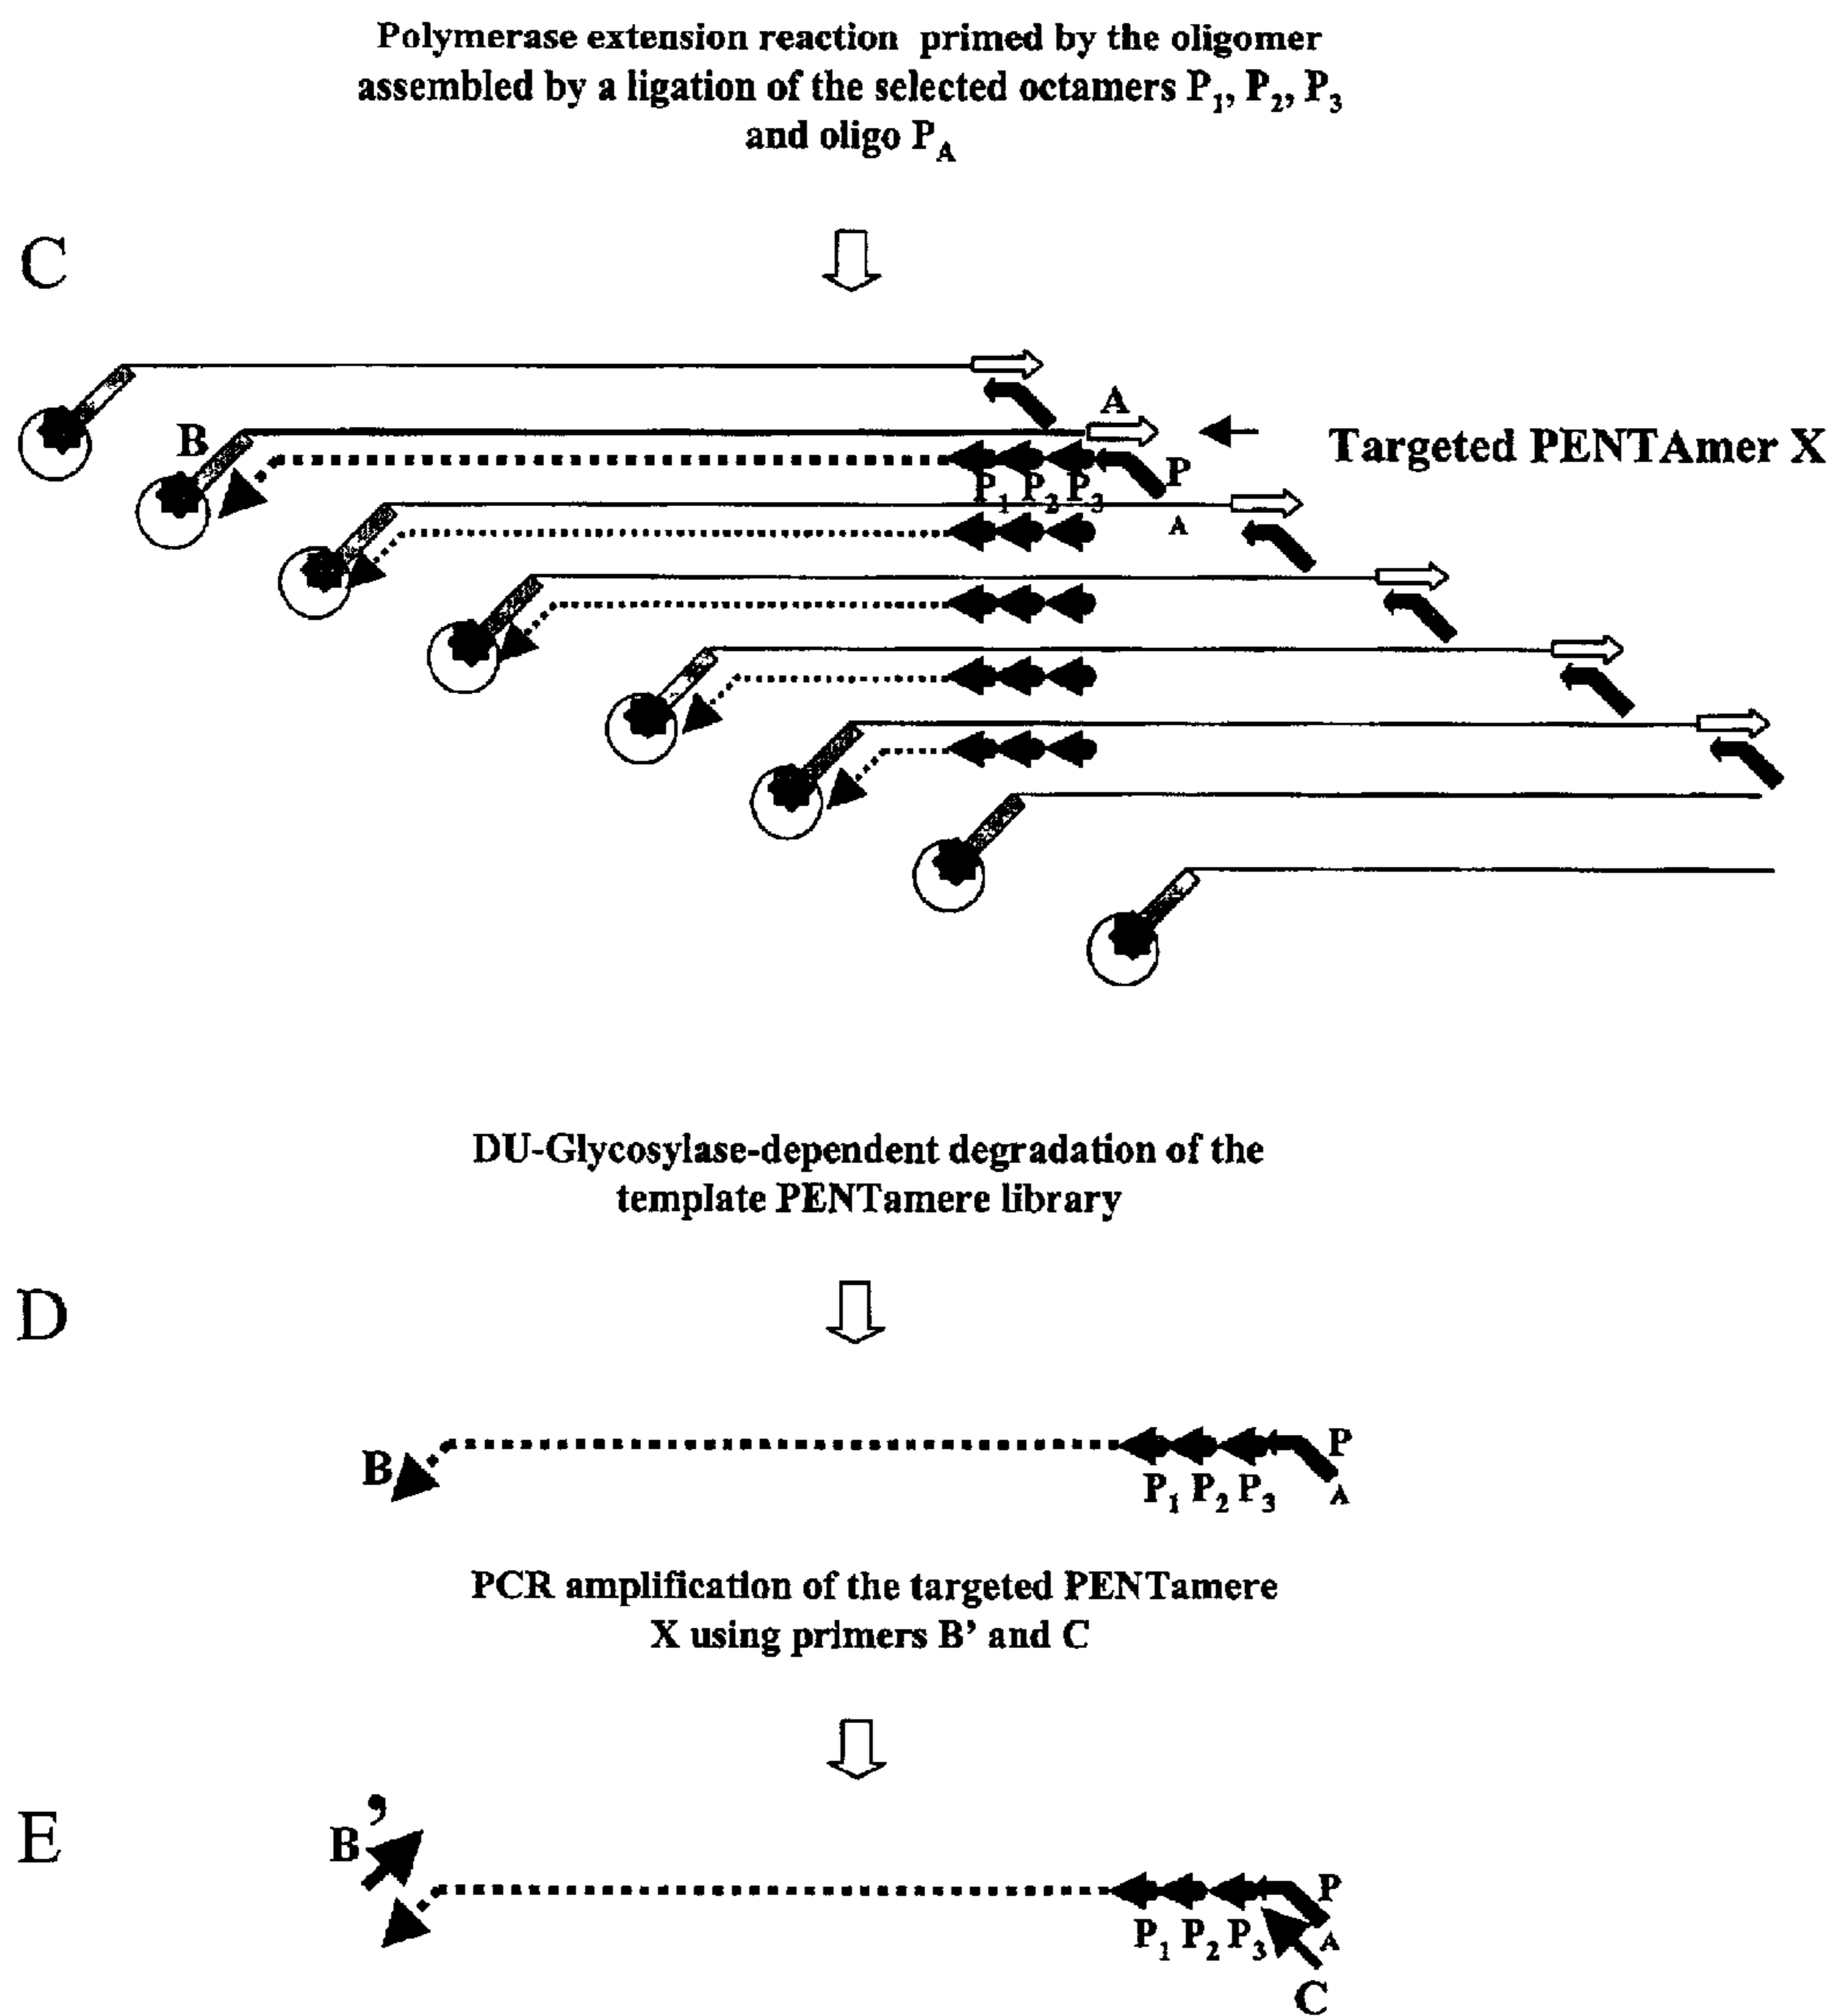 Polymerase extension reaction primed by the oligomer
assembled by a ligation of the selected octamers P₁, P₂, P₃
and oligo P_A
C
A
B
Targeted PENTAmer X
P
P₁ P₂ P₃
A
DU-Glycosylase-dependent degradation of the
template PENTamere library
D
B
P
P₁ P₂ P₃
A
PCR amplification of the targeted PENTamere
X using primers B’ and C
E
B’
P
P₁ P₂ P₃
A
C